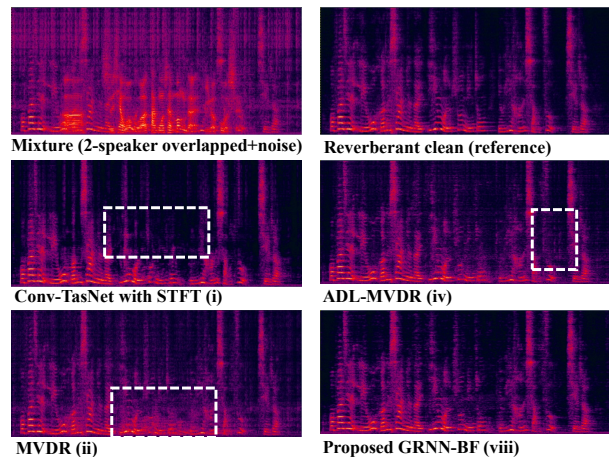 Mixture (2-speaker overlapped+noise)
Reverberant clean (reference)
Conv-TasNet with STFT (i)
ADL-MVDR (iv)
MVDR (ii)
Proposed GRNN-BF (viii)